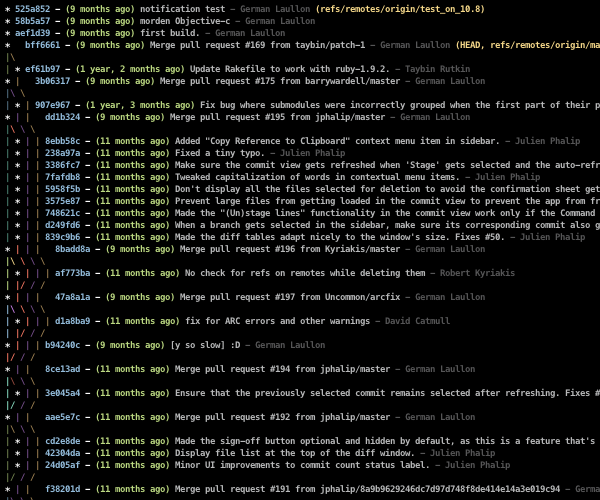 * 525a852 – (9 months ago) notification test – German Laullon (refs/remotes/origin/test_on_10.8)
* 58b5a57 – (9 months ago) morden Objective-c – German Laullon
* aef1d39 – (9 months ago) first build. – German Laullon
* bff6661 – (9 months ago) Merge pull request #169 from taybin/patch-1 – German Laullon (HEAD, refs/remotes/origin/ma
|\
| * ef61b97 – (1 year, 2 months ago) Update Rakefile to work with ruby-1.9.2. – Taybin Rutkin
* | 3b06317 – (9 months ago) Merge pull request #175 from barrywardell/master – German Laullon
|\ \
| * | 907e967 – (1 year, 3 months ago) Fix bug where submodules were incorrectly grouped when the first part of their p
* | | dd1b324 – (9 months ago) Merge pull request #195 from jphalip/master – German Laullon
|\ \ \
| * | | 8ebb58c – (11 months ago) Added "Copy Reference to Clipboard" context menu item in sidebar. – Julien Phalip
| * | | 238a97a – (11 months ago) Fixed a tiny typo. – Julien Phalip
| * | | 3386fc7 – (11 months ago) Make sure the commit view gets refreshed when 'Stage' gets selected and the auto-refr
| * | | 7fafdb8 – (11 months ago) Tweaked capitalization of words in contextual menu items. – Julien Phalip
| * | | 5958f5b – (11 months ago) Don't display all the files selected for deletion to avoid the confirmation sheet get
| * | | 3575e87 – (11 months ago) Prevent large files from getting loaded in the commit view to prevent the app from fr
| * | | 748621c – (11 months ago) Made the "(Un)stage lines" functionality in the commit view work only if the Command
| * | | d249fd6 – (11 months ago) When a branch gets selected in the sidebar, make sure its corresponding commit also g
| * | | 839c9b6 – (11 months ago) Made the diff tables adapt nicely to the window's size. Fixes #50. – Julien Phalip
* | | | 8badd8a – (9 months ago) Merge pull request #196 from Kyriakis/master – German Laullon
|\ \ \ \
| * | | | af773ba – (11 months ago) No check for refs on remotes while deleting them – Robert Kyriakis
| |/ / /
* | | | 47a8a1a – (9 months ago) Merge pull request #197 from Uncommon/arcfix – German Laullon
|\ \ \ \
| * | | | d1a8ba9 – (11 months ago) fix for ARC errors and other warnings – David Catmull
| |/ / /
* | | | b94240c – (9 months ago) [y so slow] :D – German Laullon
|/ / /
* | | 8ce13ad – (11 months ago) Merge pull request #194 from jphalip/master – German Laullon
|\ \ \
| * | | 3e045a4 – (11 months ago) Ensure that the previously selected commit remains selected after refreshing. Fixes #
|/ / /
* | | aae5e7c – (11 months ago) Merge pull request #192 from jphalip/master – German Laullon
|\ \ \
| * | | cd2e8de – (11 months ago) Made the sign-off button optional and hidden by default, as this is a feature that's
| * | | 42304da – (11 months ago) Display file list at the top of the diff window. – Julien Phalip
| * | | 24d05af – (11 months ago) Minor UI improvements to commit count status label. – Julien Phalip
|/ / /
* | | f38201d – (11 months ago) Merge pull request #191 from jphalip/8a9b9629246dc7d97d748f8de414e14a3e019c94 – Germa